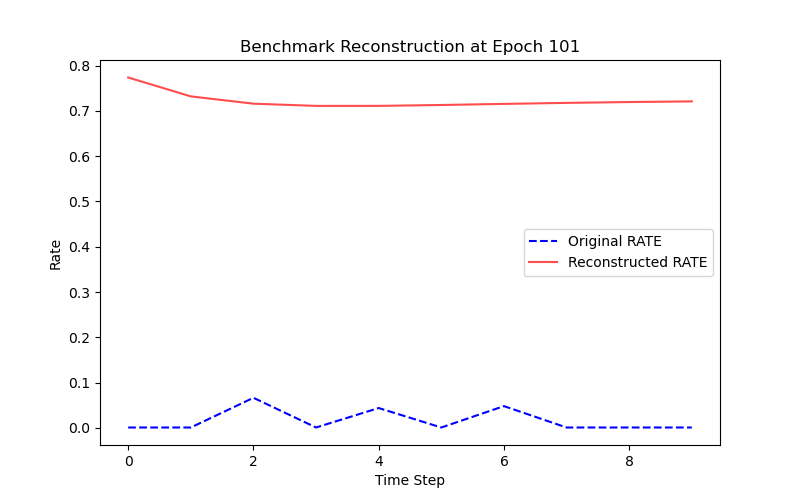 Benchmark Reconstruction at Epoch 101
Rate
0.8
0.7
0.6
0.5
0.4
0.3
0.2
0.1
0.0
Original RATE
Reconstructed RATE
0 2 4 6 8
Time Step